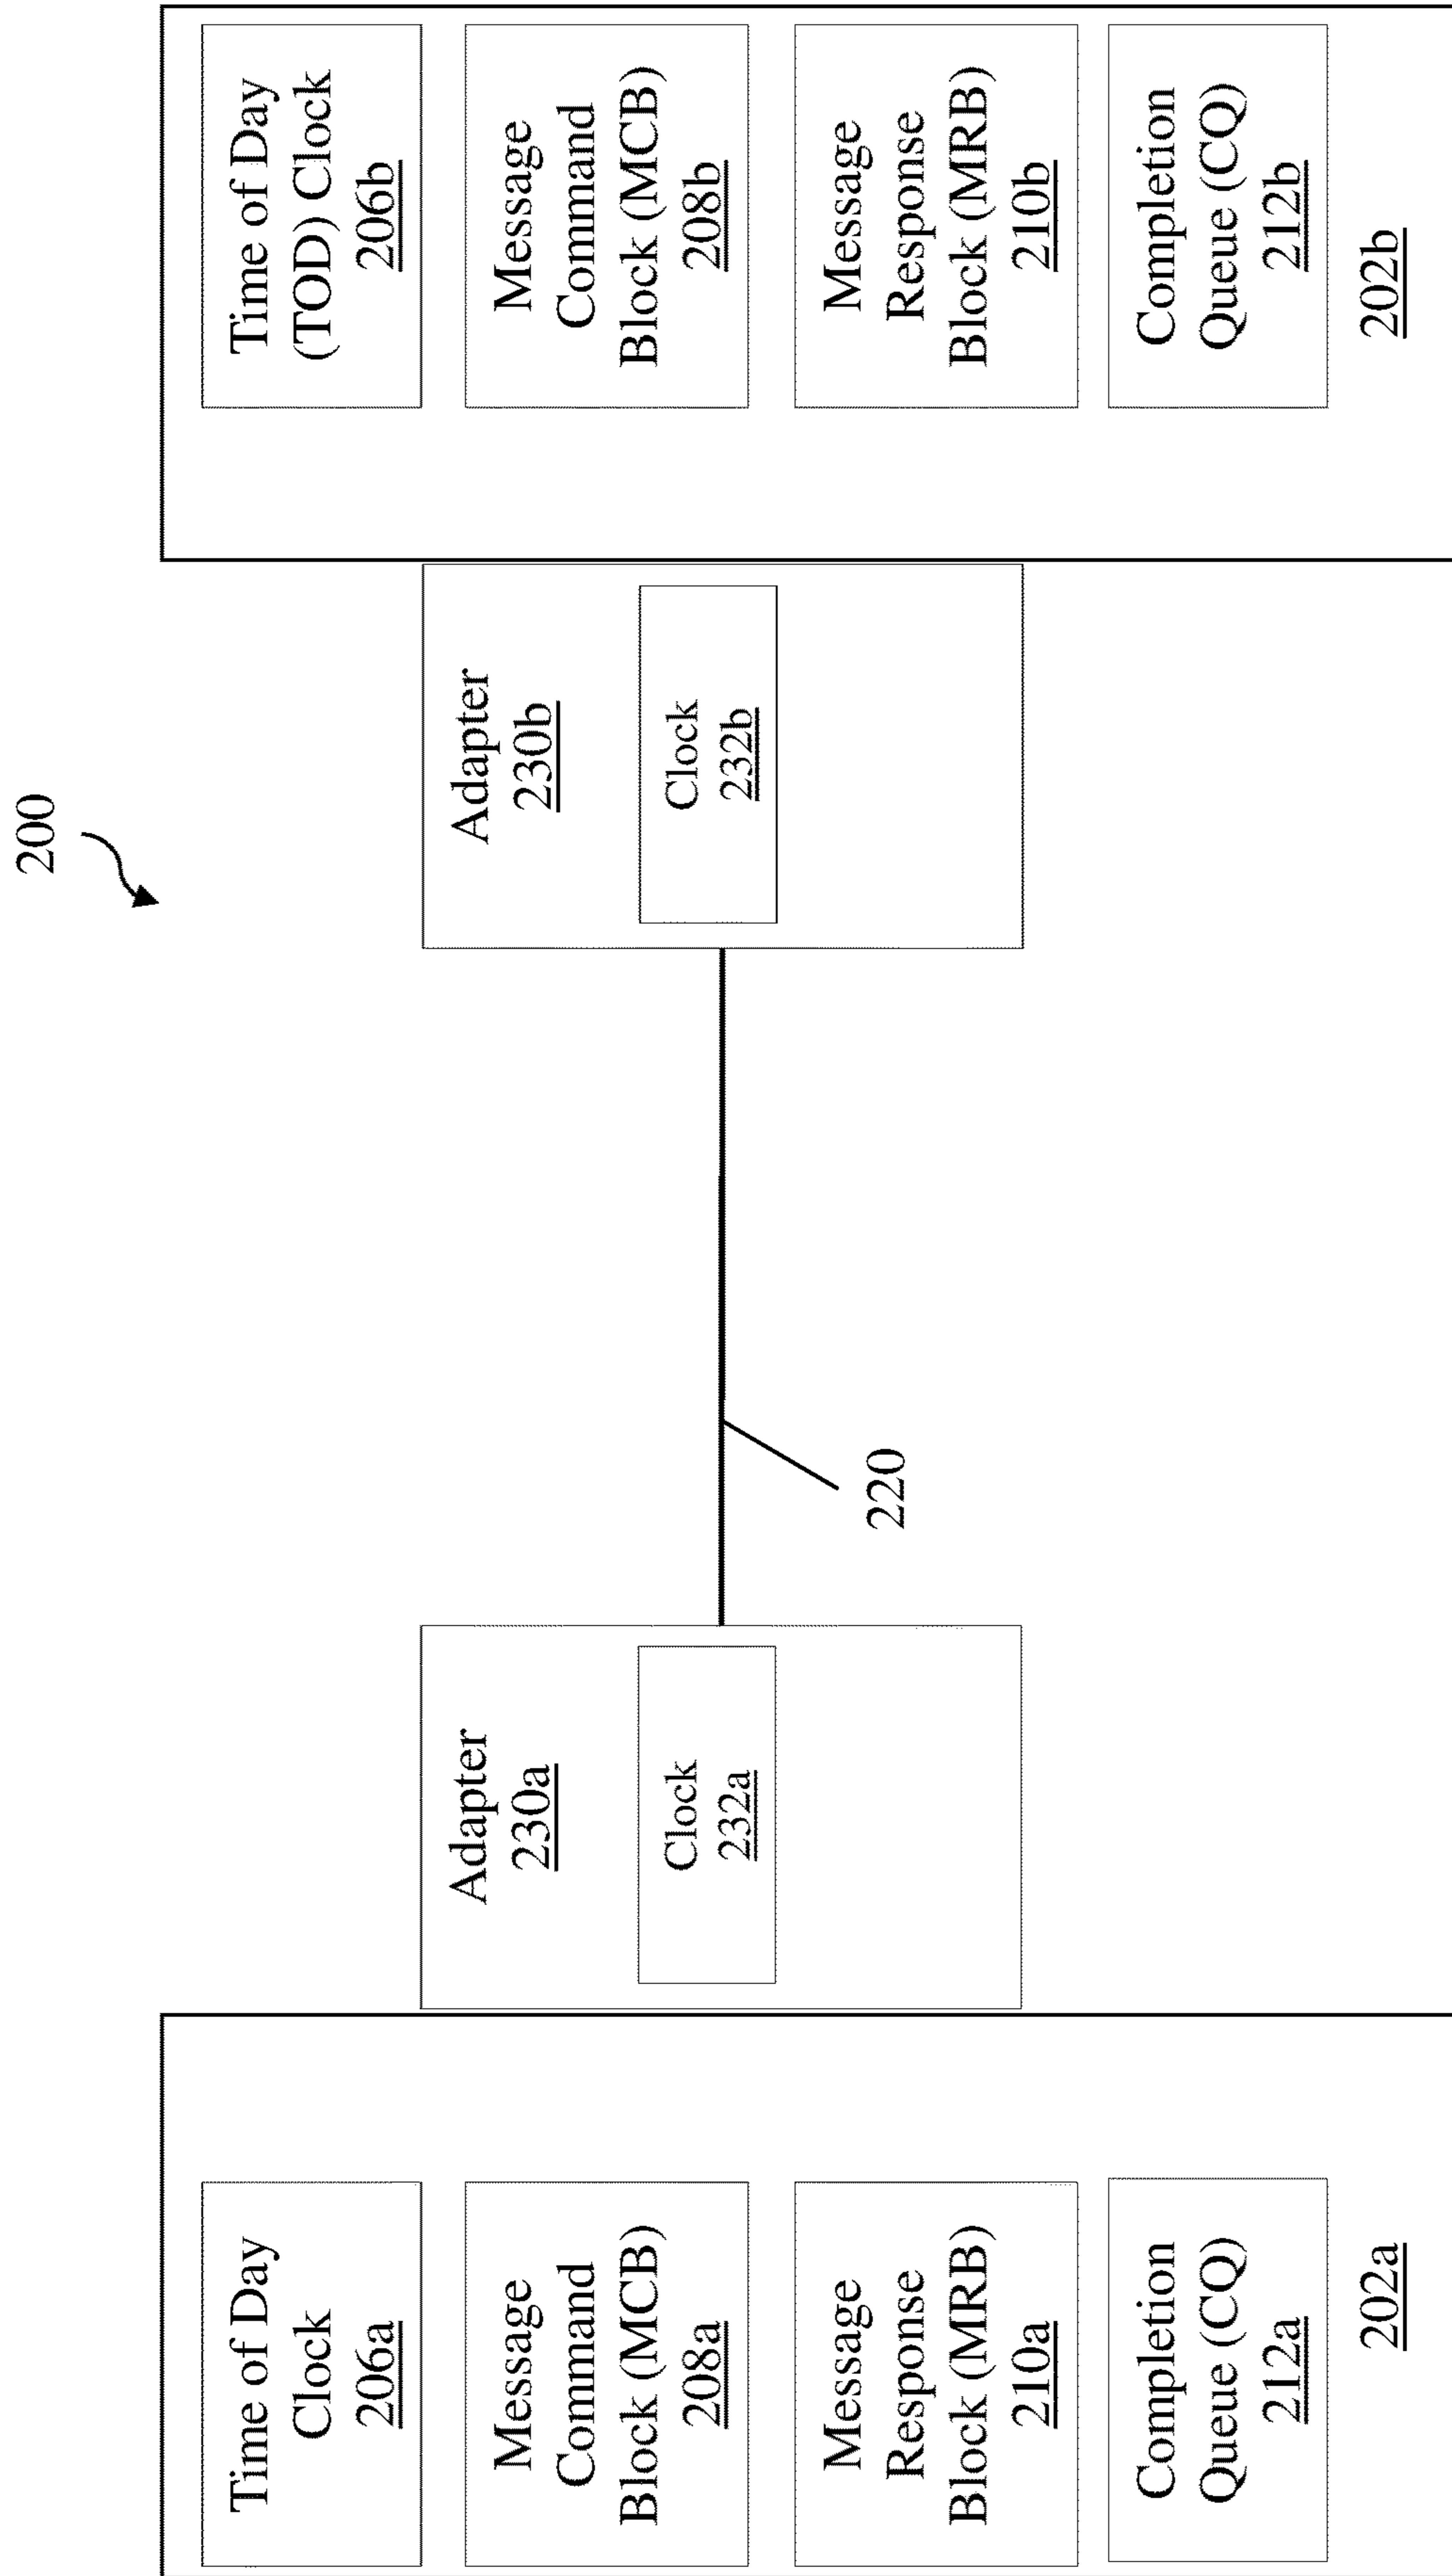 200
Time of Day
Clock
206a
Message
Command
Block (MCB)
208a
Message
Response
Block (MRB)
210a
Completion
Queue (CQ)
212a
202a
Adapter
230a
Clock
232a
220
Adapter
230b
Clock
232b
Time of Day
(TOD) Clock
206b
Message
Command
Block (MCB)
208b
Message
Response
Block (MRB)
210b
Completion
Queue (CQ)
212b
202b